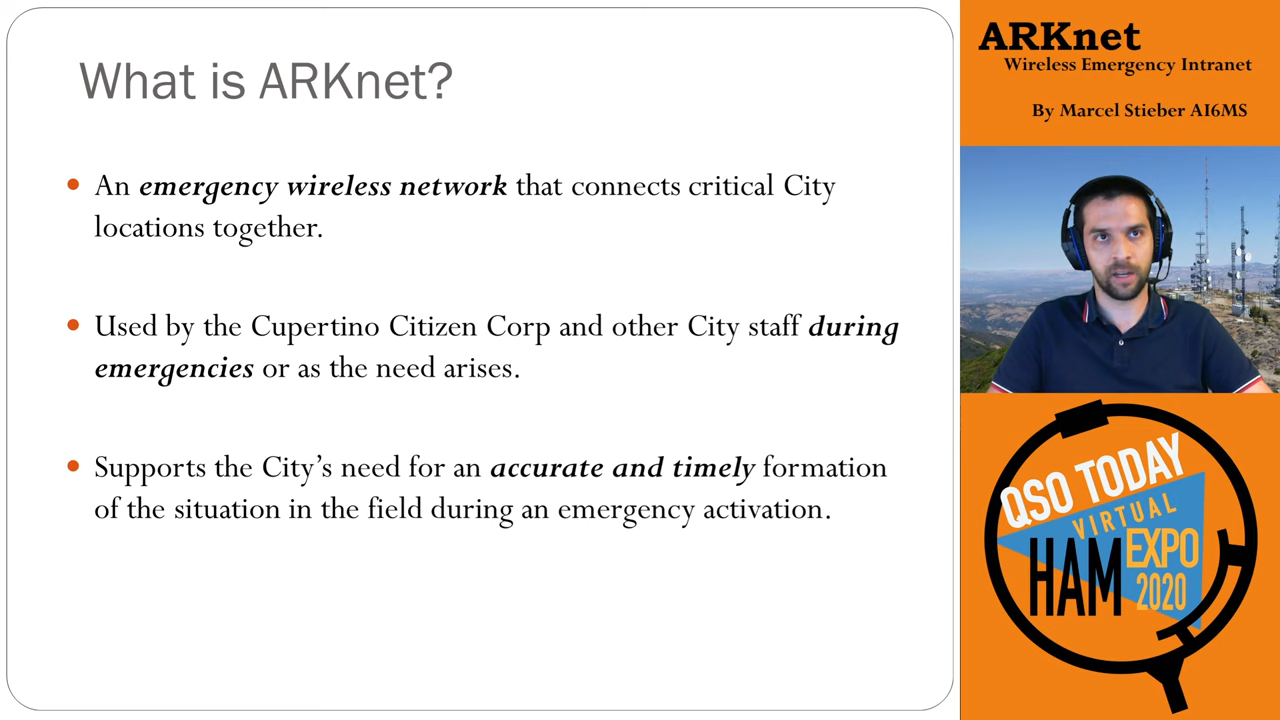 What is ARKnet?
An emergency wireless network that connects critical City
locations together.
Used by the Cupertino Citizen Corp and other City staff during
emergencies or as the need arises.
Supports the City’s need for an accurate and timely formation
of the situation in the field during an emergency activation.
ARKnet
Wireless Emergency Intranet
By Marcel Stieber AI6MS
QSO TODAY
VIRTUAL
HAM EXPO
2020